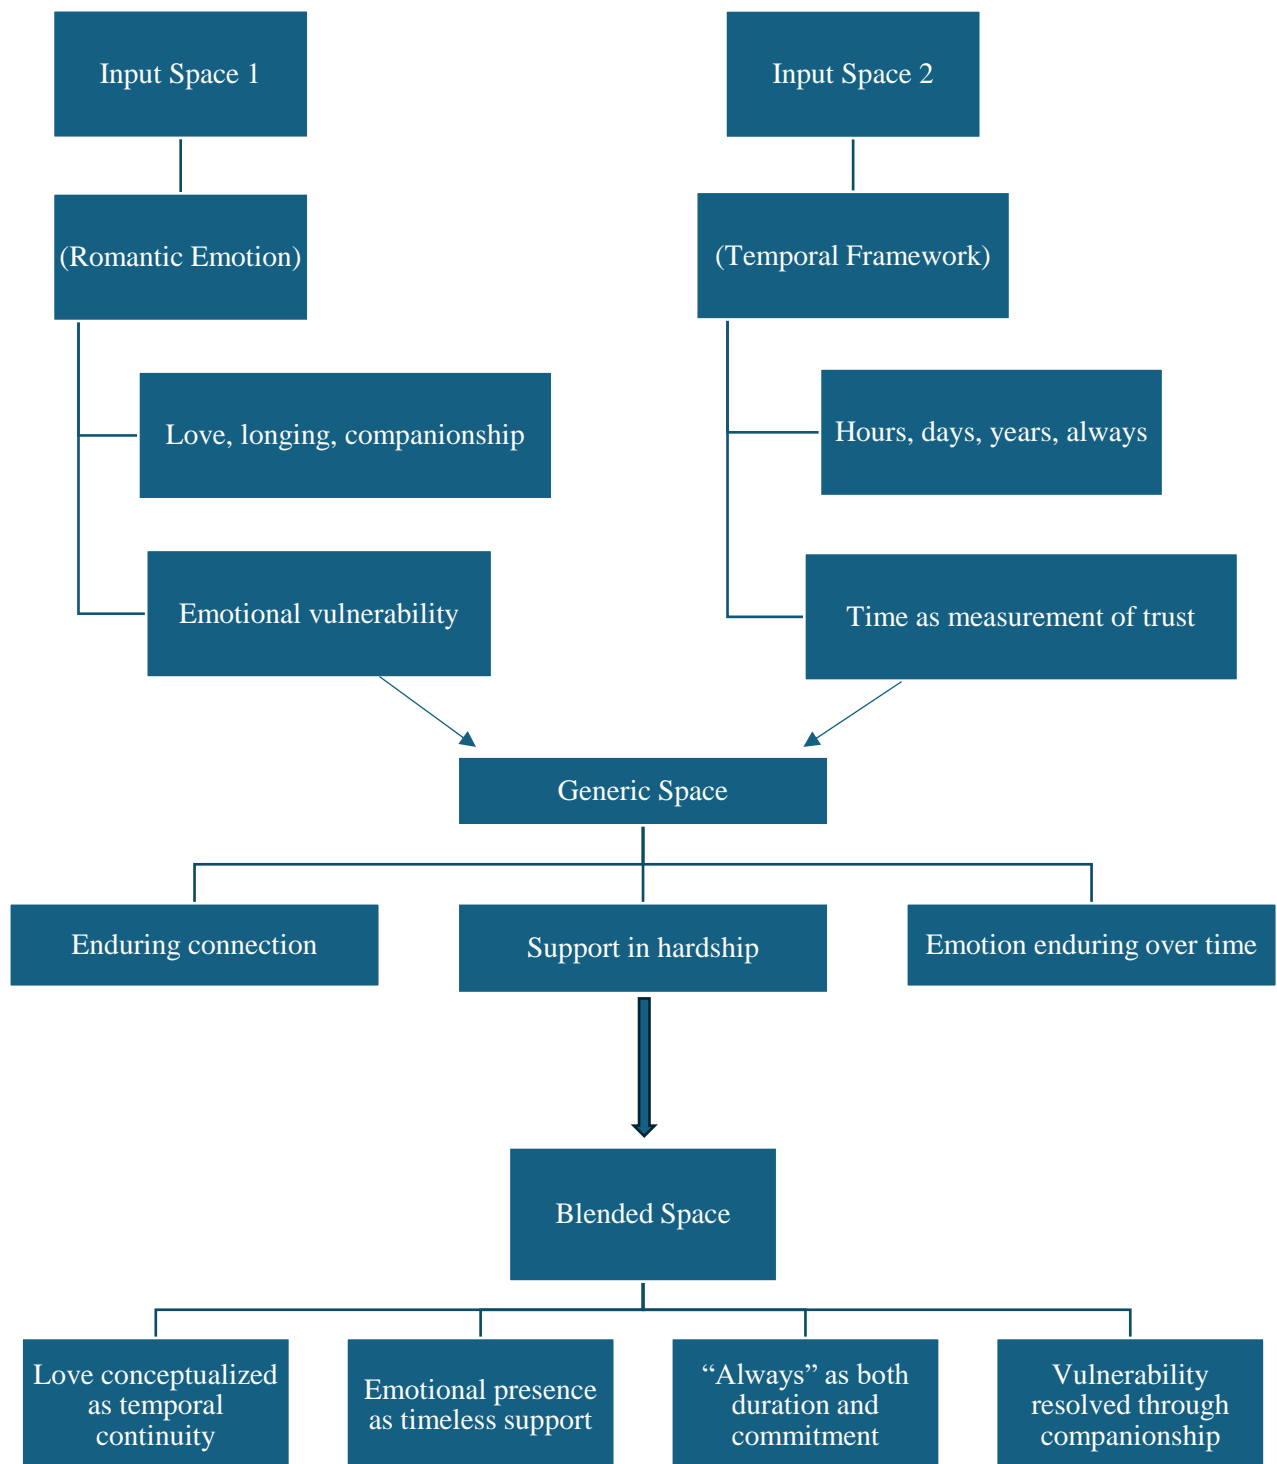 Input Space 1
Input Space 2
(Romantic Emotion)
(Temporal Framework)
Love, longing, companionship
Hours, days, years, always
Emotional vulnerability
Time as measurement of trust
Generic Space
Enduring connection
Support in hardship
Emotion enduring over time
Blended Space
Love conceptualized
as temporal
continuity
Emotional presence
as timeless support
“Always” as both
duration and
commitment
Vulnerability
resolved through
companionship